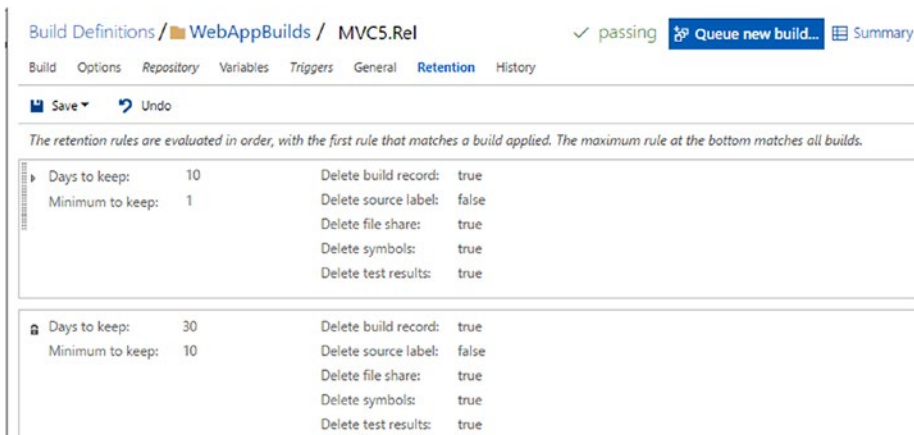 Build Definitions / WebAppBuilds / MVC5.Rel passing Queue new build... Summary
Build Options Repository Variables Triggers General Retention History
Save Undo
The retention rules are evaluated in order, with the first rule that matches a build applied. The maximum rule at the bottom matches all builds.
Days to keep: 10 Delete build record: true
Minimum to keep: 1 Delete source label: false
Delete file share: true
Delete symbols: true
Delete test results: true
Days to keep: 30 Delete build record: true
Minimum to keep: 10 Delete source label: false
Delete file share: true
Delete symbols: true
Delete test results: true